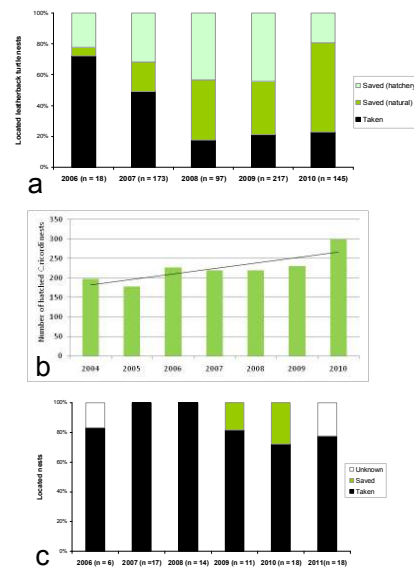 100%
80%
60%
40%
20%
0%
Located leatherback turtle nests
2006 (n = 18) 2007 (n = 173) 2008 (n = 97) 2009 (n = 217) 2010 (n = 145)
Saved (hatchery)
Saved (natural)
Taken
a
350
300
250
200
150
100
50
0
Number of hatched C.ricordi nests
2004 2005 2006 2007 2008 2009 2010
b
100%
80%
60%
40%
20%
0%
Located nests
2006 (n = 6) 2007 (n =17) 2008 (n = 14) 2009 (n = 11) 2010 (n = 18) 2011(n = 18)
Unknown
Saved
Taken
c